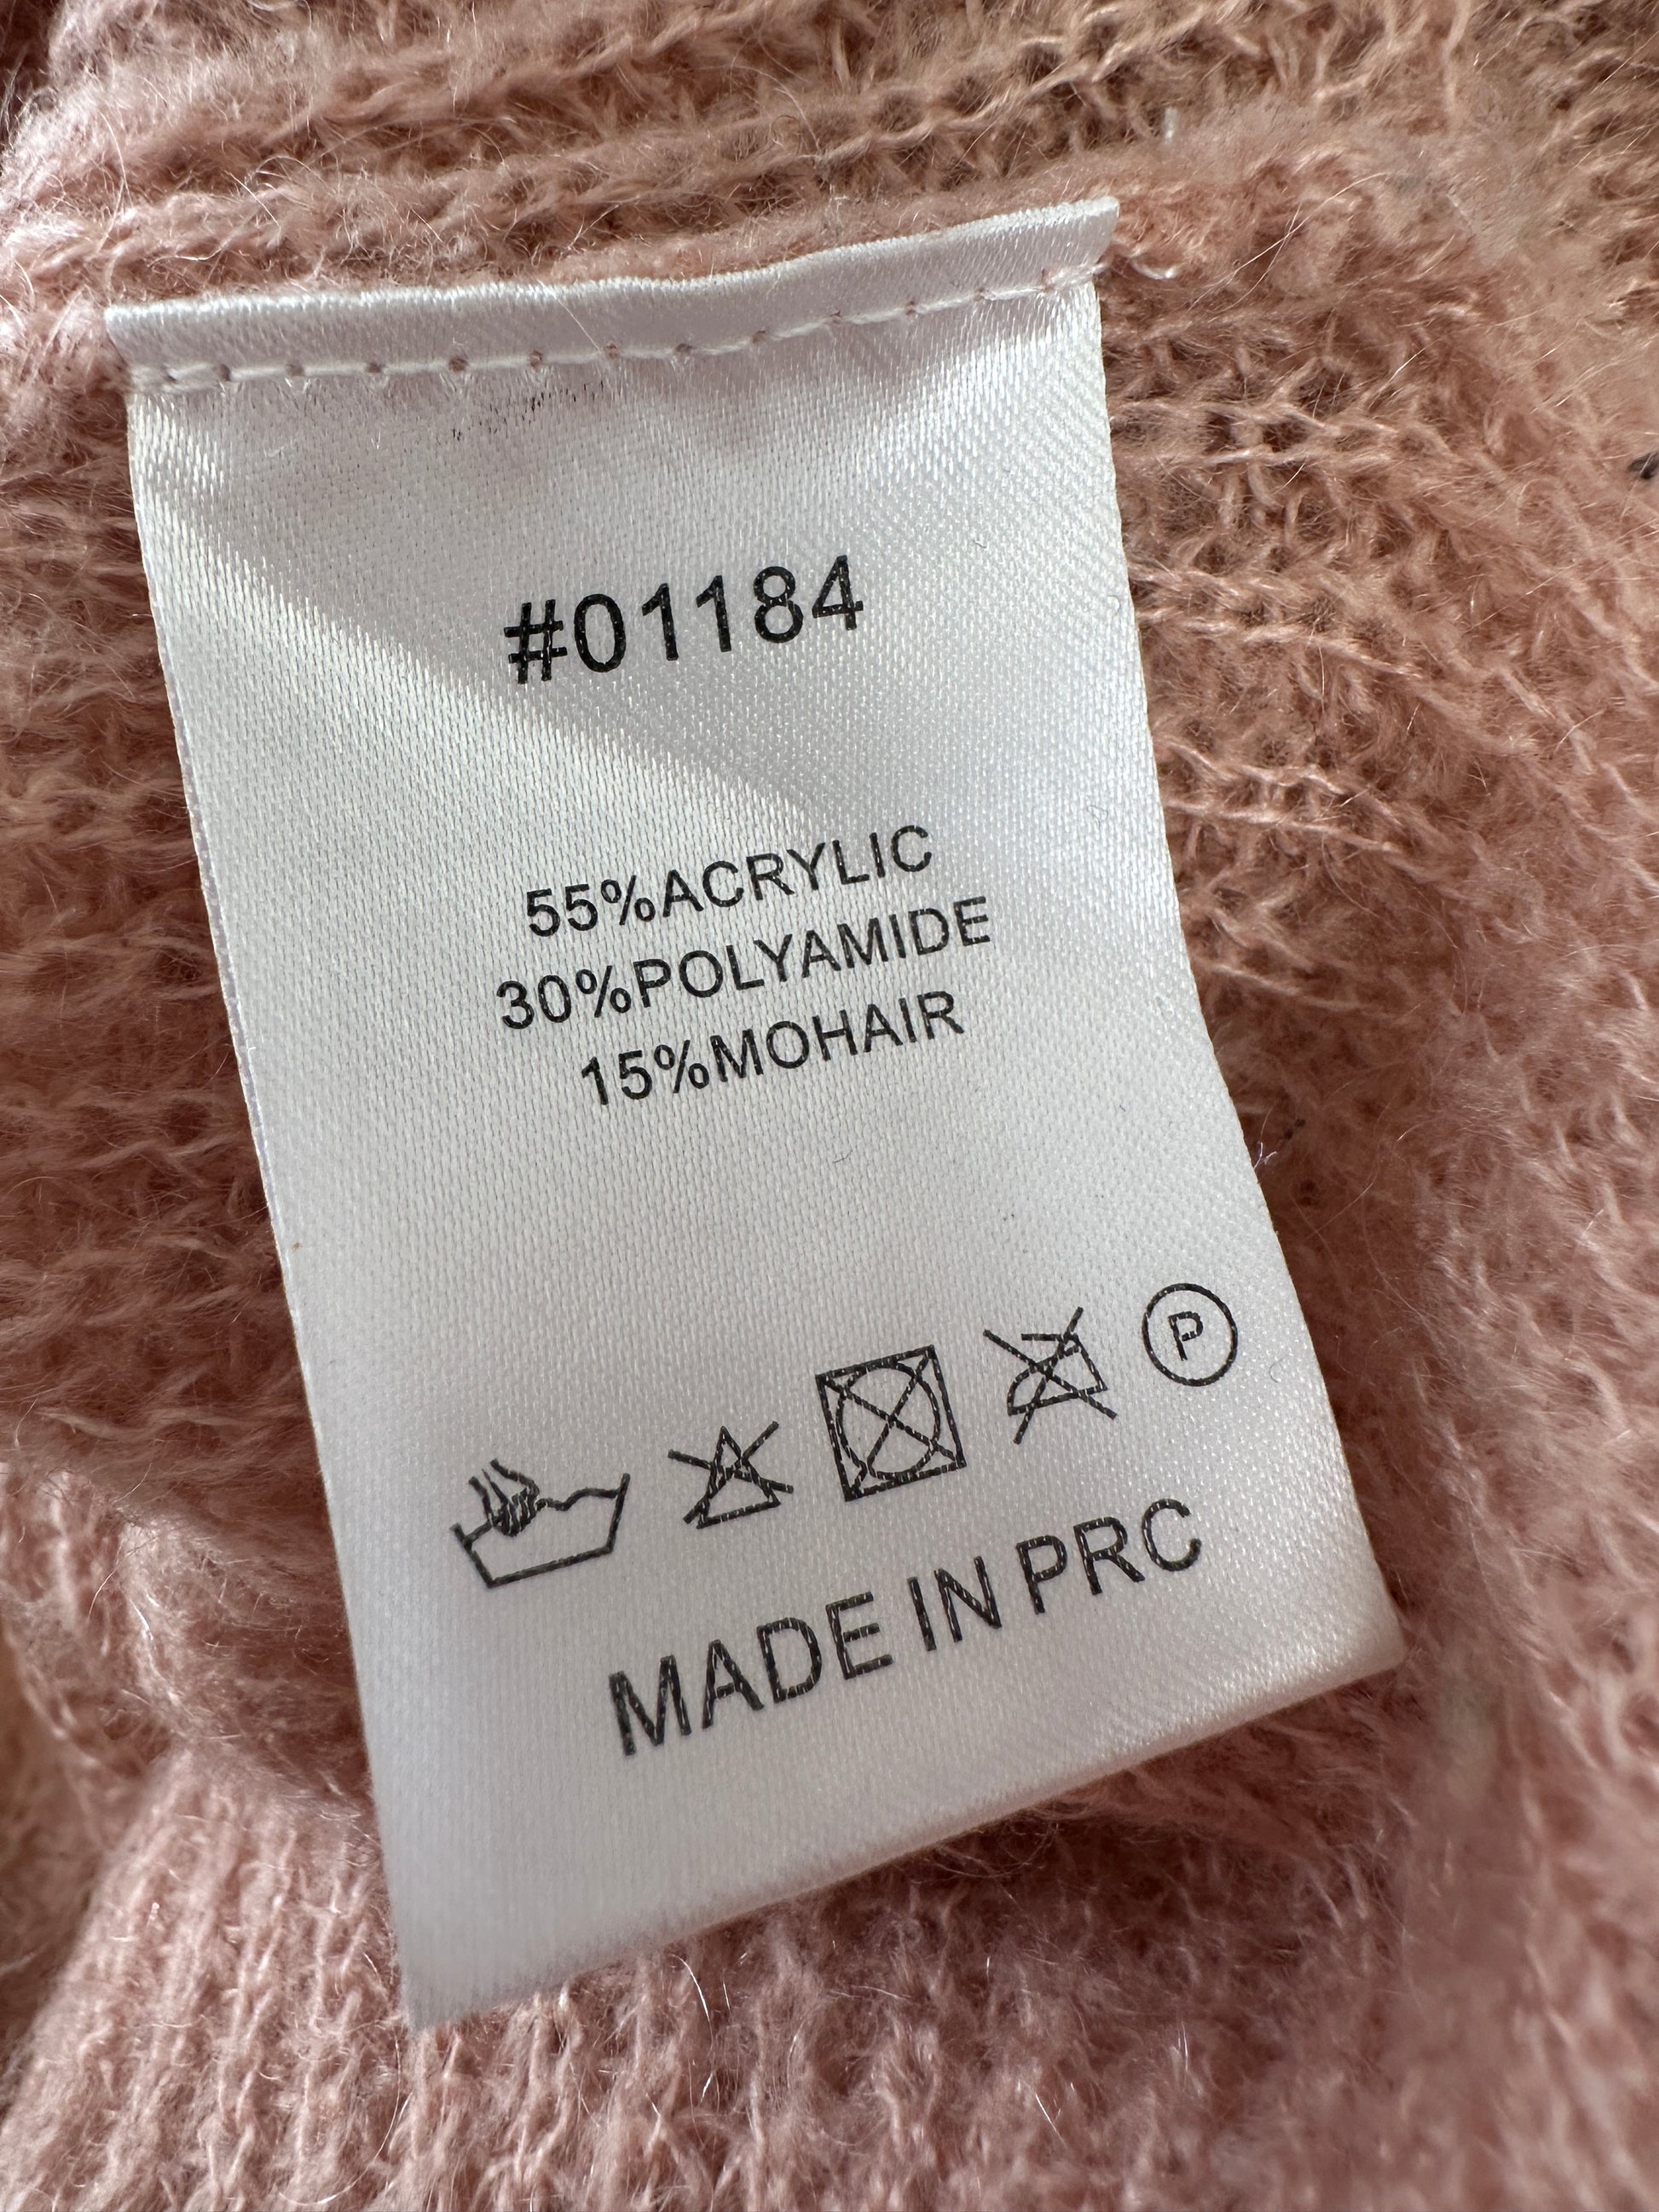 #01184
55%ACRYLIC
30%POLYAMIDE
15%MOHAIR
P
MADE IN PRC